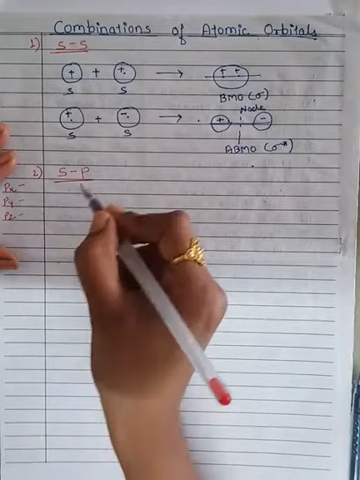 Combinations of Atomic Orbitals
1) S-S
+ + + →
S S
+ +
BMO (σ)
+ + - →
S S
Node
+ -
ABMO (σ*)
2) S-P
Px-
Py-
Pz-